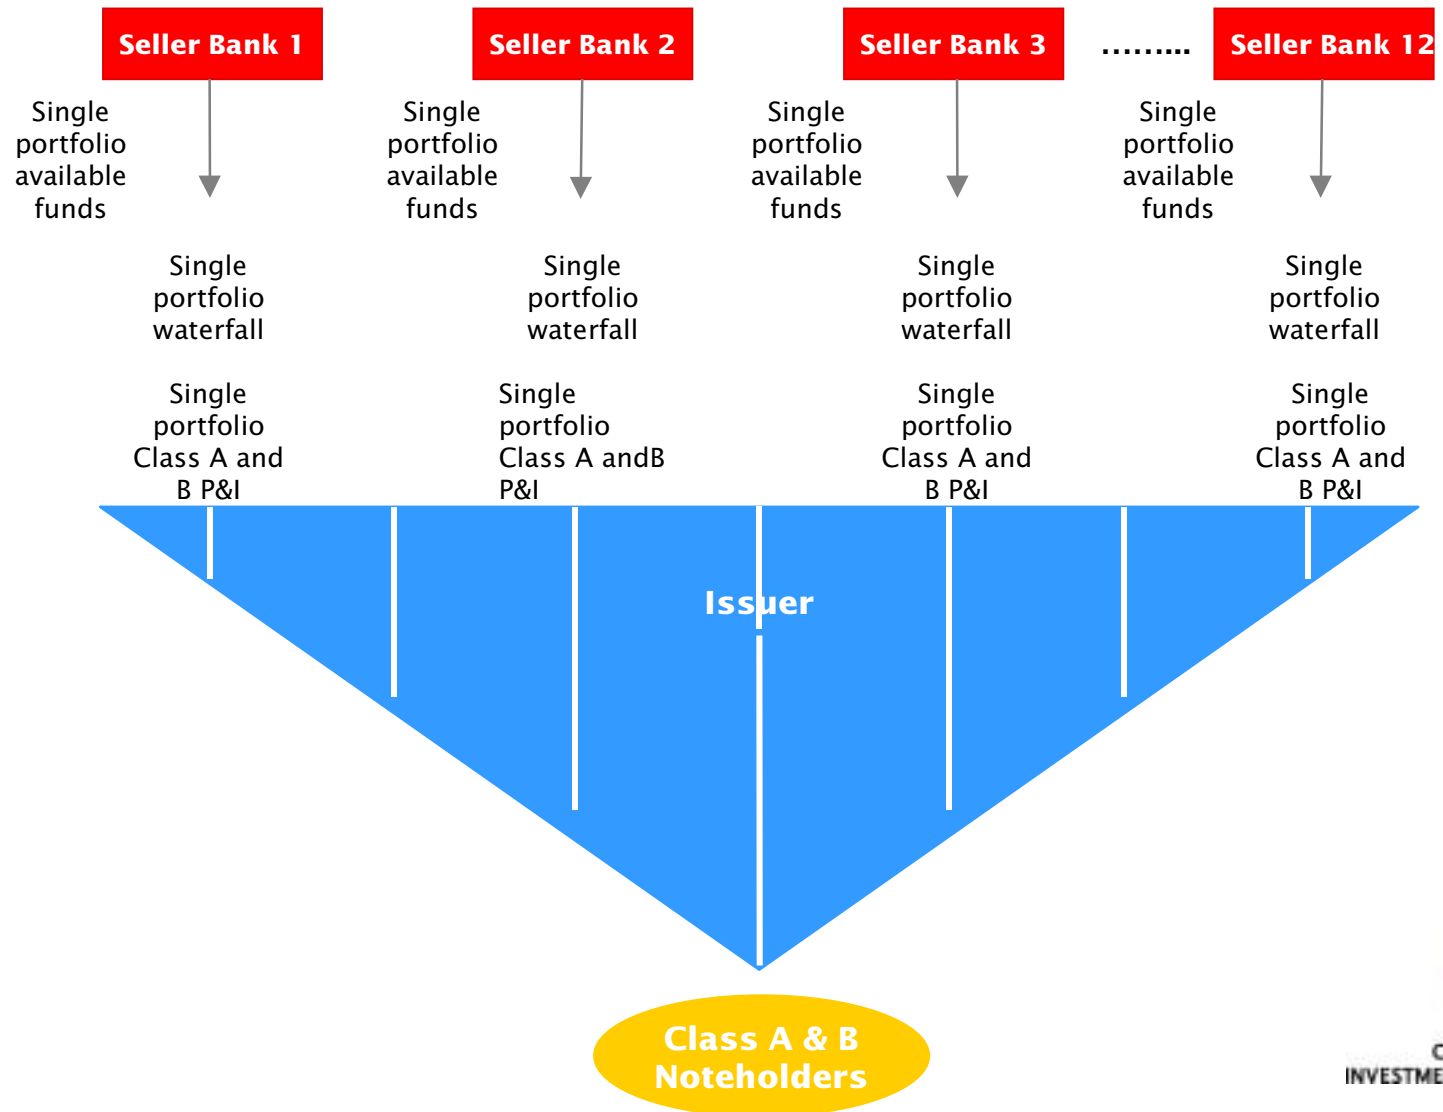 Seller Bank 1
Seller Bank 2
Seller Bank 3
……...
Seller Bank 12
Single
portfolio
available
funds
Single
portfolio
available
funds
Single
portfolio
available
funds
Single
portfolio
available
funds
Single
portfolio
waterfall
Single
portfolio
waterfall
Single
portfolio
waterfall
Single
portfolio
waterfall
Single
portfolio
Class A and
B P&I
Single
portfolio
Class A andB
P&I
Single
portfolio
Class A and
B P&I
Single
portfolio
Class A and
B P&I
Issuer
Class A & B
Noteholders